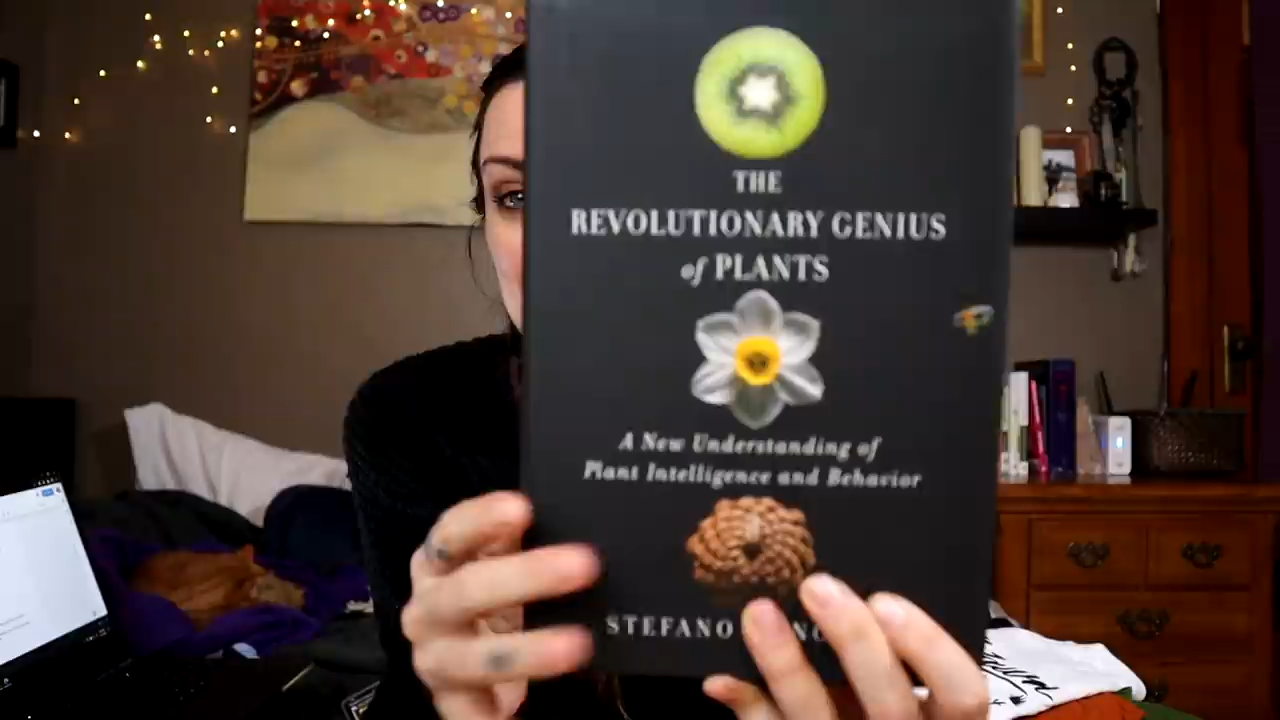 THE
REVOLUTIONARY GENIUS
of PLANTS
A New Understanding of
Plant Intelligence and Behavior
STEFANO